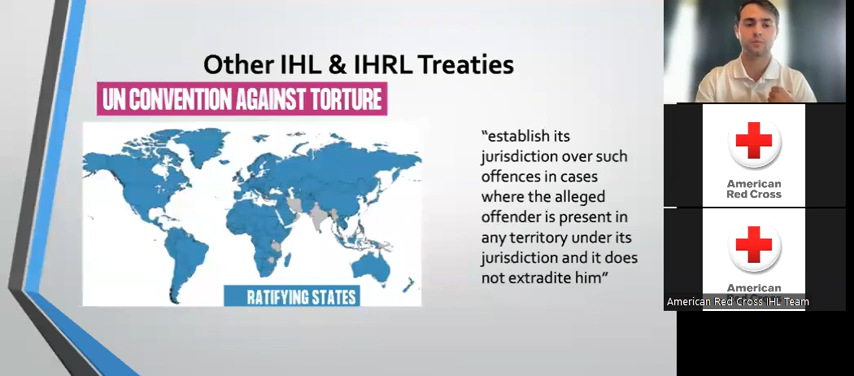 Other IHL & IHRL Treaties
UN CONVENTION AGAINST TORTURE
“establish its
jurisdiction over such
offences in cases
where the alleged
offender is present in
any territory under its
jurisdiction and it does
not extradite him”
RATIFYING STATES
American
Red Cross
American
American Red Cross IHL Team